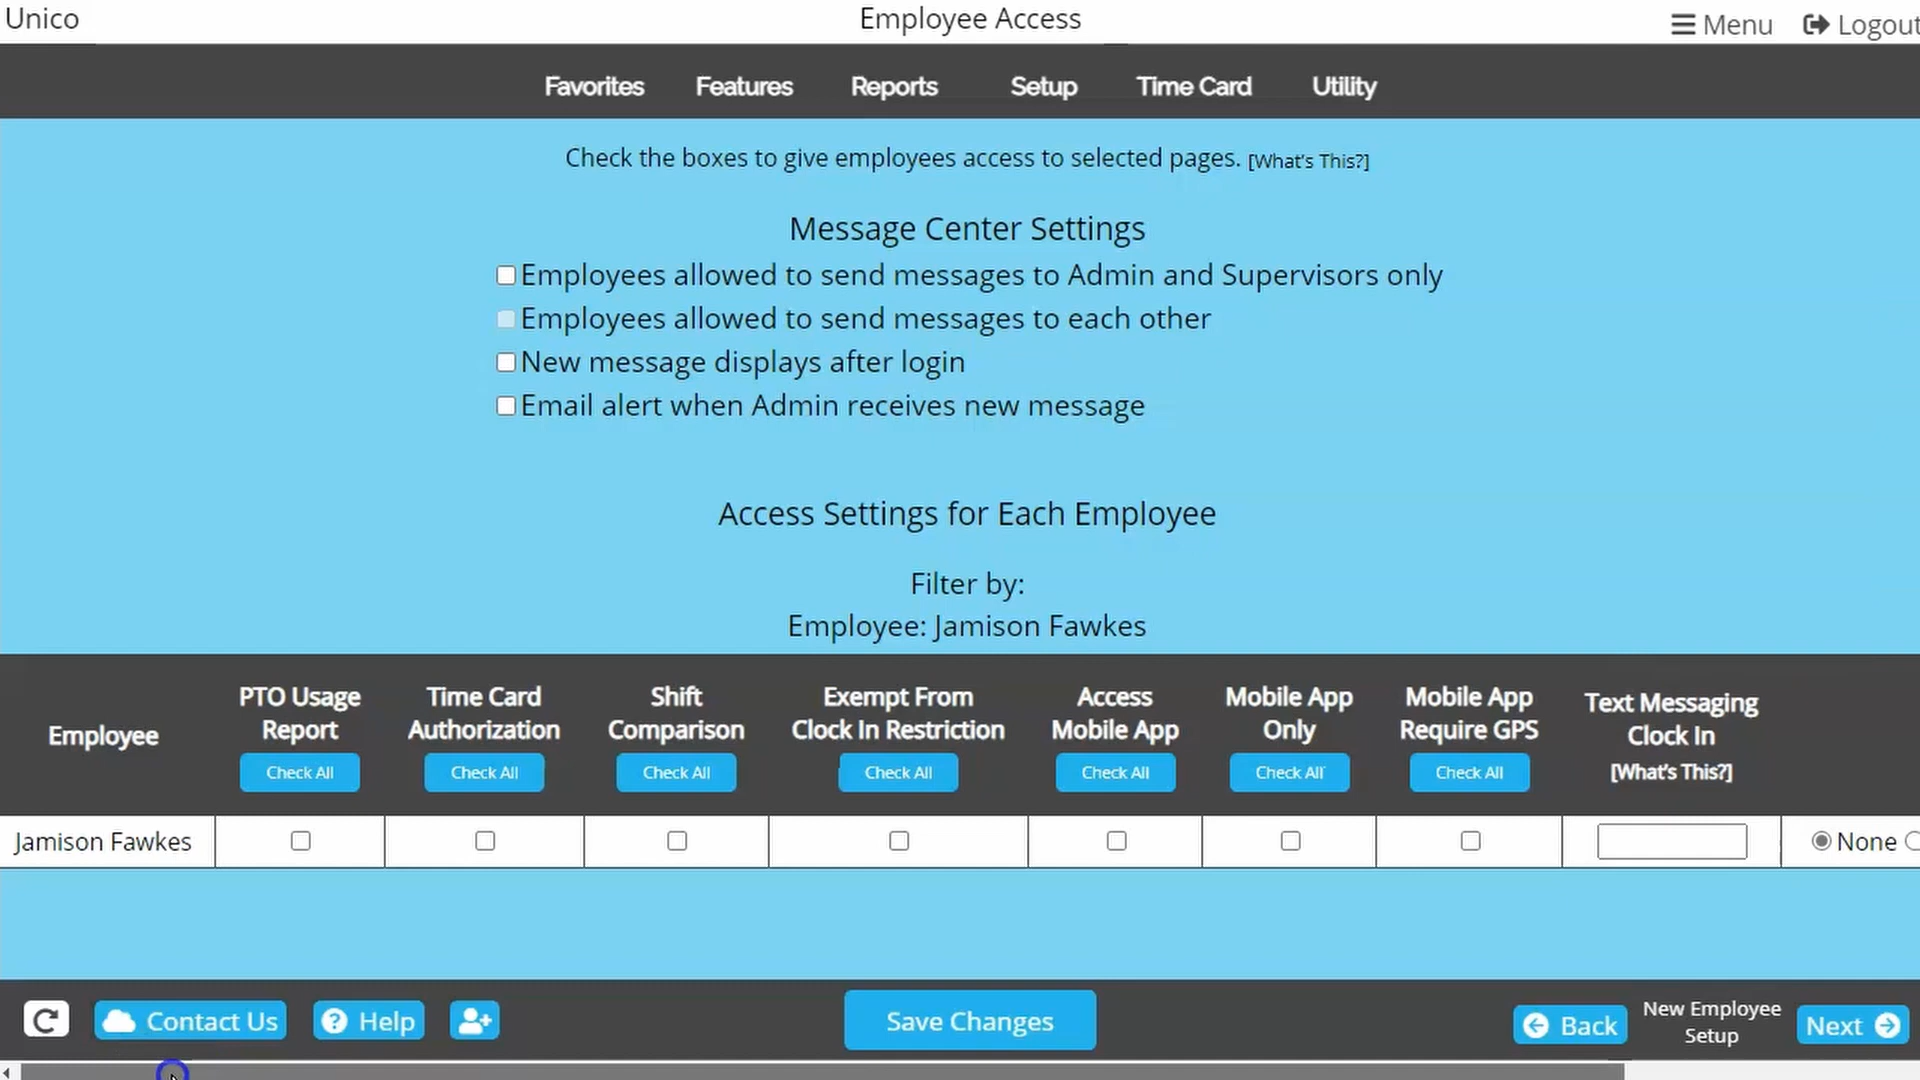 Unico
Employee Access
Menu
Logout
Favorites
Features
Reports
Setup
Time Card
Utility
Check the boxes to give employees access to selected pages. [What's This?]
Message Center Settings
Employees allowed to send messages to Admin and Supervisors only
Employees allowed to send messages to each other
New message displays after login
Email alert when Admin receives new message
Access Settings for Each Employee
Filter by:
Employee: Jamison Fawkes
Employee
PTO Usage
Report
Check All
Time Card
Authorization
Check All
Shift
Comparison
Check All
Exempt From
Clock In Restriction
Check All
Access
Mobile App
Check All
Mobile App
Only
Check All
Mobile App
Require GPS
Check All
Text Messaging
Clock In
[What's This?]
Jamison Fawkes
None
Contact Us
Help
Save Changes
Back
New Employee
Setup
Next